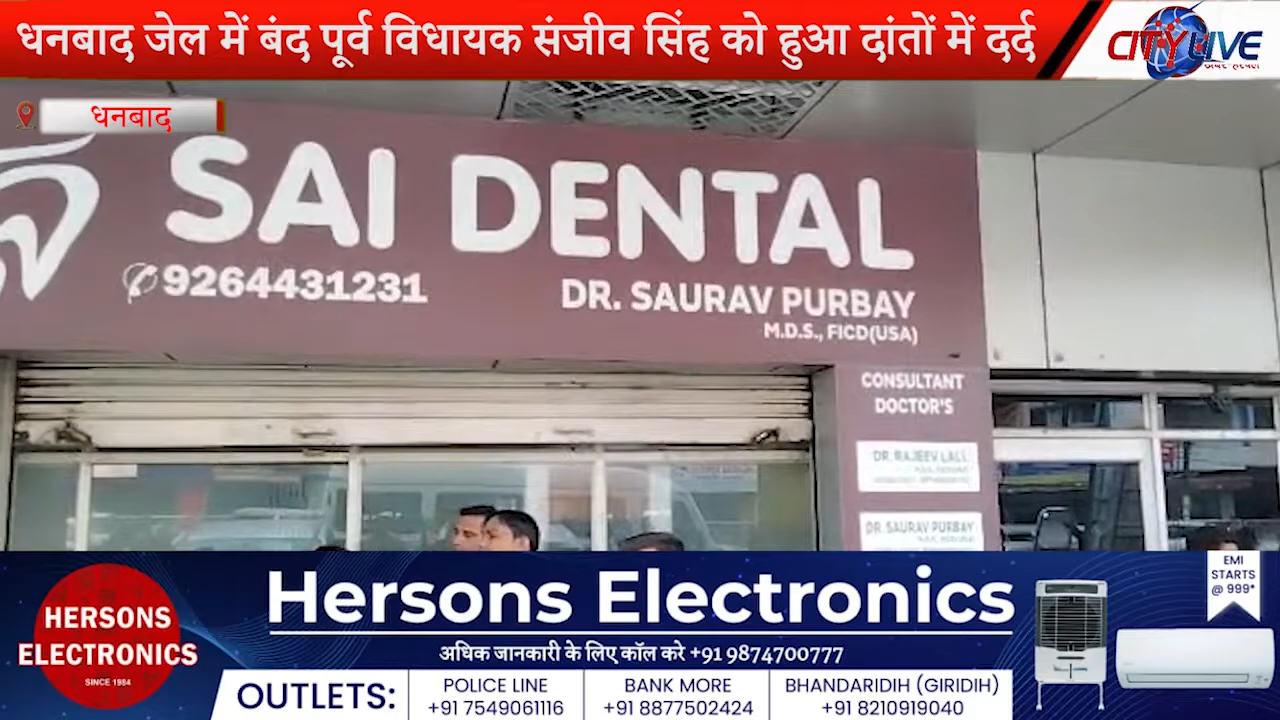 धनबाद जेल में बंद पूर्व विधायक संजीव सिंह को हुआ दांतों में दर्द
CITY LIVE
धनबाद
SAI DENTAL
9264431231
DR. SAURAV PURBAY
M.D.S., FICD(USA)
CONSULTANT
DOCTOR'S
DR. RAJEEV LALL
DR. SAURAV PURBAY
HERSONS
ELECTRONICS
SINCE 1984
Hersons Electronics
अधिक जानकारी के लिए कॉल करे +91 9874700777
EMI
STARTS
@ 999*
OUTLETS:
POLICE LINE
+91 7549061116
BANK MORE
+91 8877502424
BHANDARIDIH (GIRIDIH)
+91 8210919040